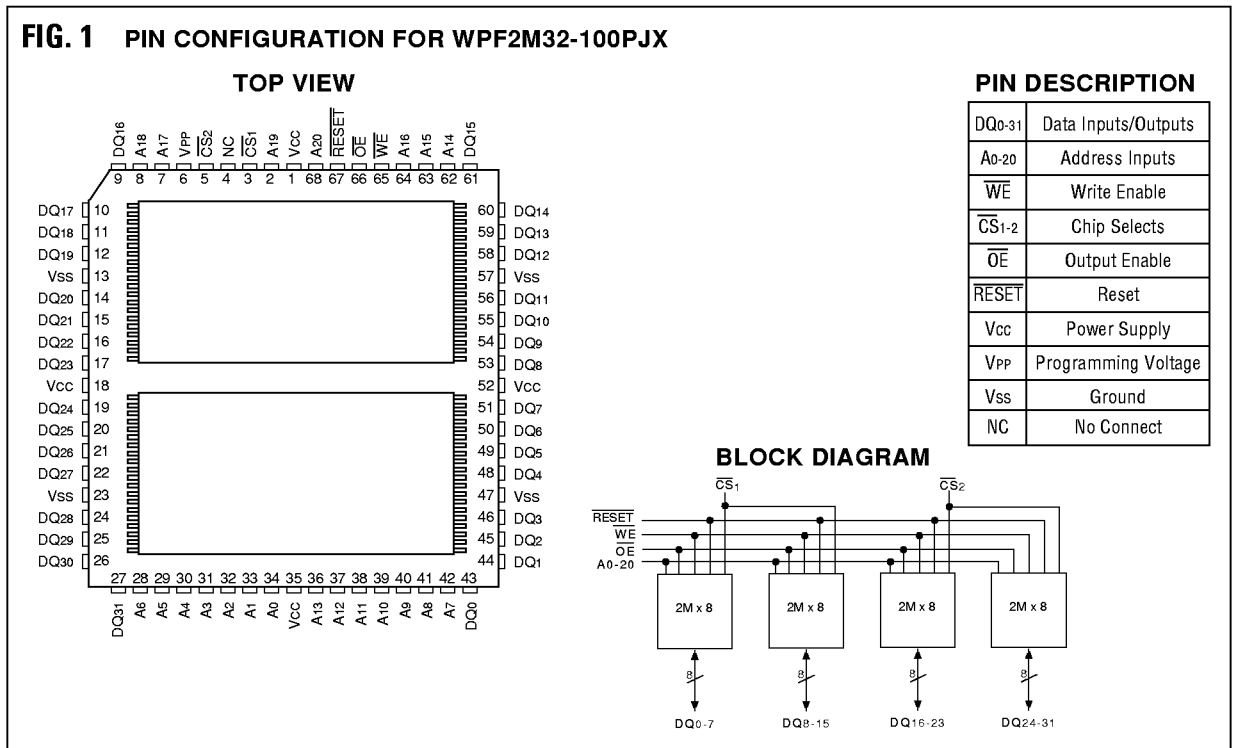 FIG. 1 PIN CONFIGURATION FOR WPF2M32-100PJX
TOP VIEW
DQ16 A18 A17 VPP CS2 NC CS1 A19 VCC A20 RESET OE WE A16 A15 A14 DQ15
9 8 7 6 5 4 3 2 1 68 67 66 65 64 63 62 61
DQ17 10 60 DQ14
DQ18 11 59 DQ13
DQ19 12 58 DQ12
VSS 13 57 VSS
DQ20 14 56 DQ11
DQ21 15 55 DQ10
DQ22 16 54 DQ9
DQ23 17 53 DQ8
VCC 18 52 VCC
DQ24 19 51 DQ7
DQ25 20 50 DQ6
DQ26 21 49 DQ5
DQ27 22 48 DQ4
VSS 23 47 VSS
DQ28 24 46 DQ3
DQ29 25 45 DQ2
DQ30 26 44 DQ1
27 28 29 30 31 32 33 34 35 36 37 38 39 40 41 42 43
DQ31 A6 A5 A4 A3 A2 A1 A0 VCC A13 A12 A11 A10 A9 A8 A7 DQ0
PIN DESCRIPTION
DQ0-31 Data Inputs/Outputs
A0-20 Address Inputs
WE Write Enable
CS1-2 Chip Selects
OE Output Enable
RESET Reset
VCC Power Supply
VPP Programming Voltage
VSS Ground
NC No Connect
BLOCK DIAGRAM
CS1 CS2
RESET
WE
OE
A0-20
2M x 8 2M x 8 2M x 8 2M x 8
8 8 8 8
DQ0-7 DQ8-15 DQ16-23 DQ24-31